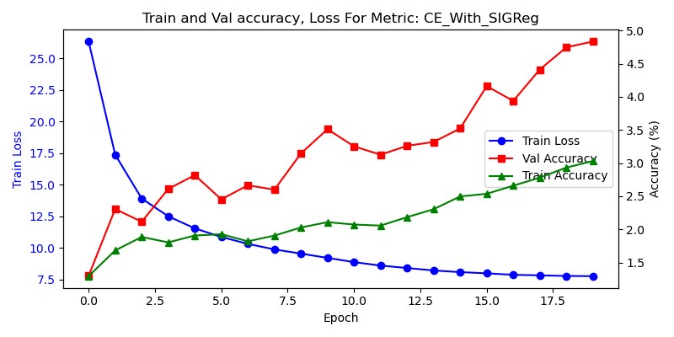 Train and Val accuracy, Loss For Metric: CE_With_SIGReg
25.0
22.5
20.0
17.5
15.0
12.5
10.0
7.5
Train Loss
5.0
4.5
4.0
3.5
3.0
2.5
2.0
1.5
Accuracy (%)
Train Loss
Val Accuracy
Train Accuracy
0.0 2.5 5.0 7.5 10.0 12.5 15.0 17.5
Epoch